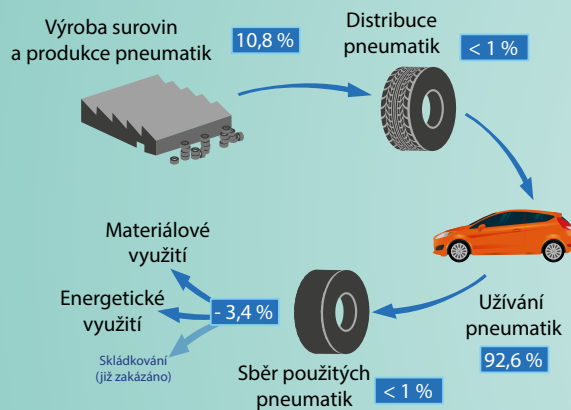 Výroba surovin
a produkce pneumatik
10,8 %
Distribuce
pneumatik
< 1 %
Užívání
pneumatik
92,6 %
Sběr použitých
pneumatik
< 1 %
- 3,4 %
Materiálové
využití
Energetické
využití
Skládkování
(již zakázáno)